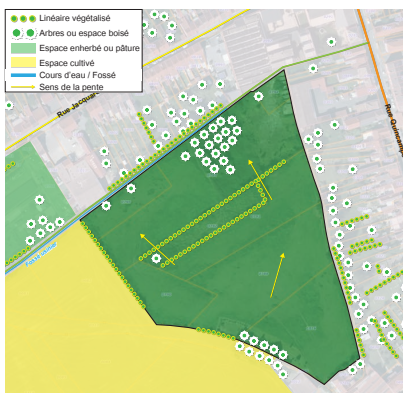 Linéaire végétalisé
Arbres ou espace boisé
Espace enherbé ou pâture
Espace cultivé
Cours d'eau / Fossé
Sens de la pente
Rue Jacquar
Rue Quincamp